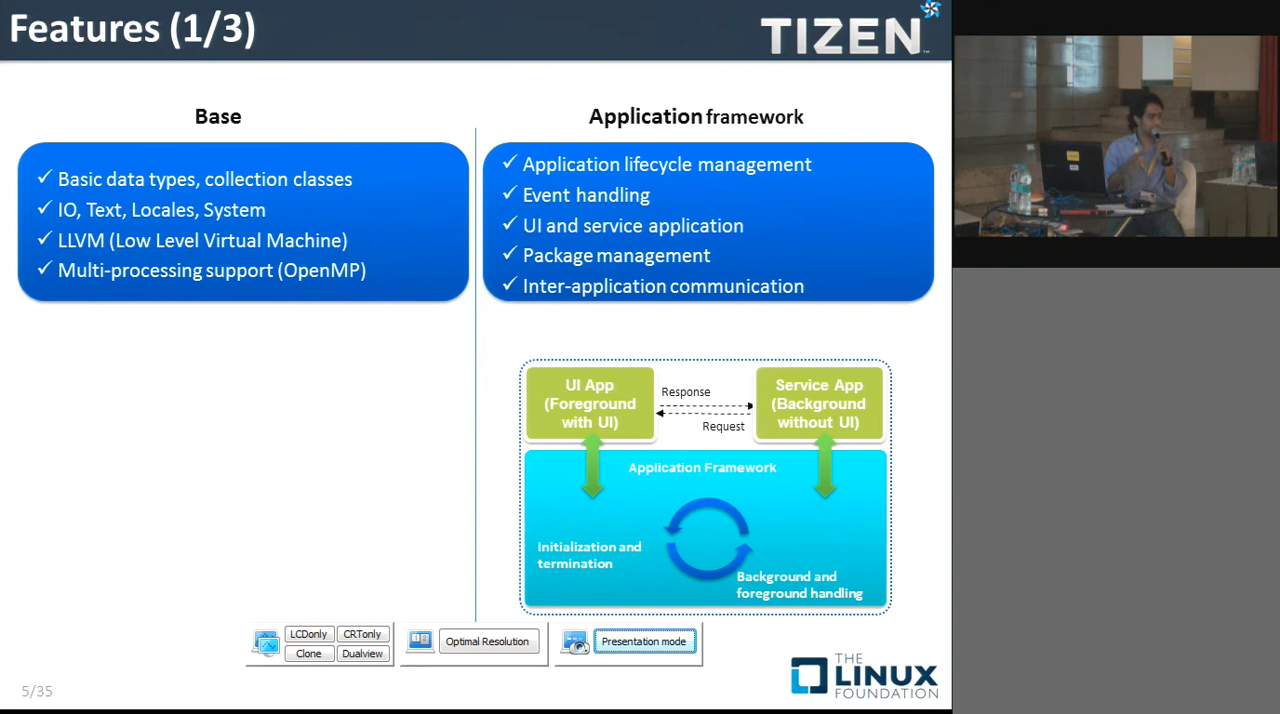 Features (1/3)
TIZEN™
Base
✓ Basic data types, collection classes
✓ IO, Text, Locales, System
✓ LLVM (Low Level Virtual Machine)
✓ Multi-processing support (OpenMP)
Application framework
✓ Application lifecycle management
✓ Event handling
✓ UI and service application
✓ Package management
✓ Inter-application communication
UI App
(Foreground
with UI)
Response
Request
Service App
(Background
without UI)
Application Framework
Initialization and
termination
Background and
foreground handling
LCDonly
CRTonly
Clone
Dualview
Optimal Resolution
Presentation mode
5/35
THE
LINUX
FOUNDATION